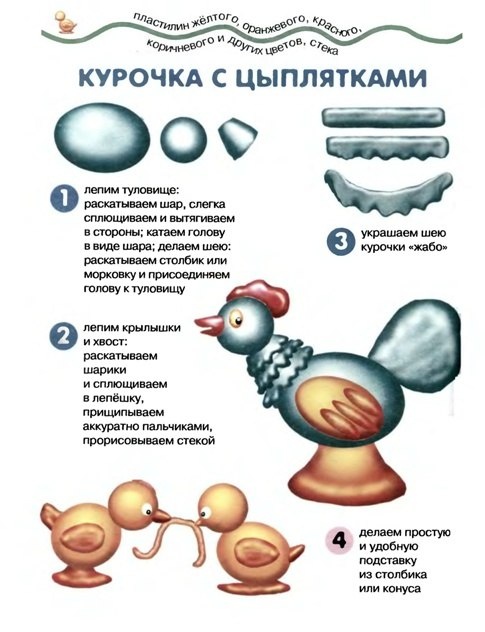 пластилин жёлтого, оранжевого, красного,
коричневого и других цветов, стека
КУРОЧКА С ЦЫПЛЯТКАМИ
1 лепим туловище:
раскатываем шар, слегка
сплющиваем и вытягиваем
в стороны; катаем голову
в виде шара; делаем шею:
раскатываем столбик или
морковку и присоединяем
голову к туловищу
3 украшаем шею
курочки «жабо»
2 лепим крылышки
и хвост:
раскатываем
шарики
и сплющиваем
в лепёшку,
прищипываем
аккуратно пальчиками,
прорисовываем стекой
4 делаем простую
и удобную
подставку
из столбика
или конуса